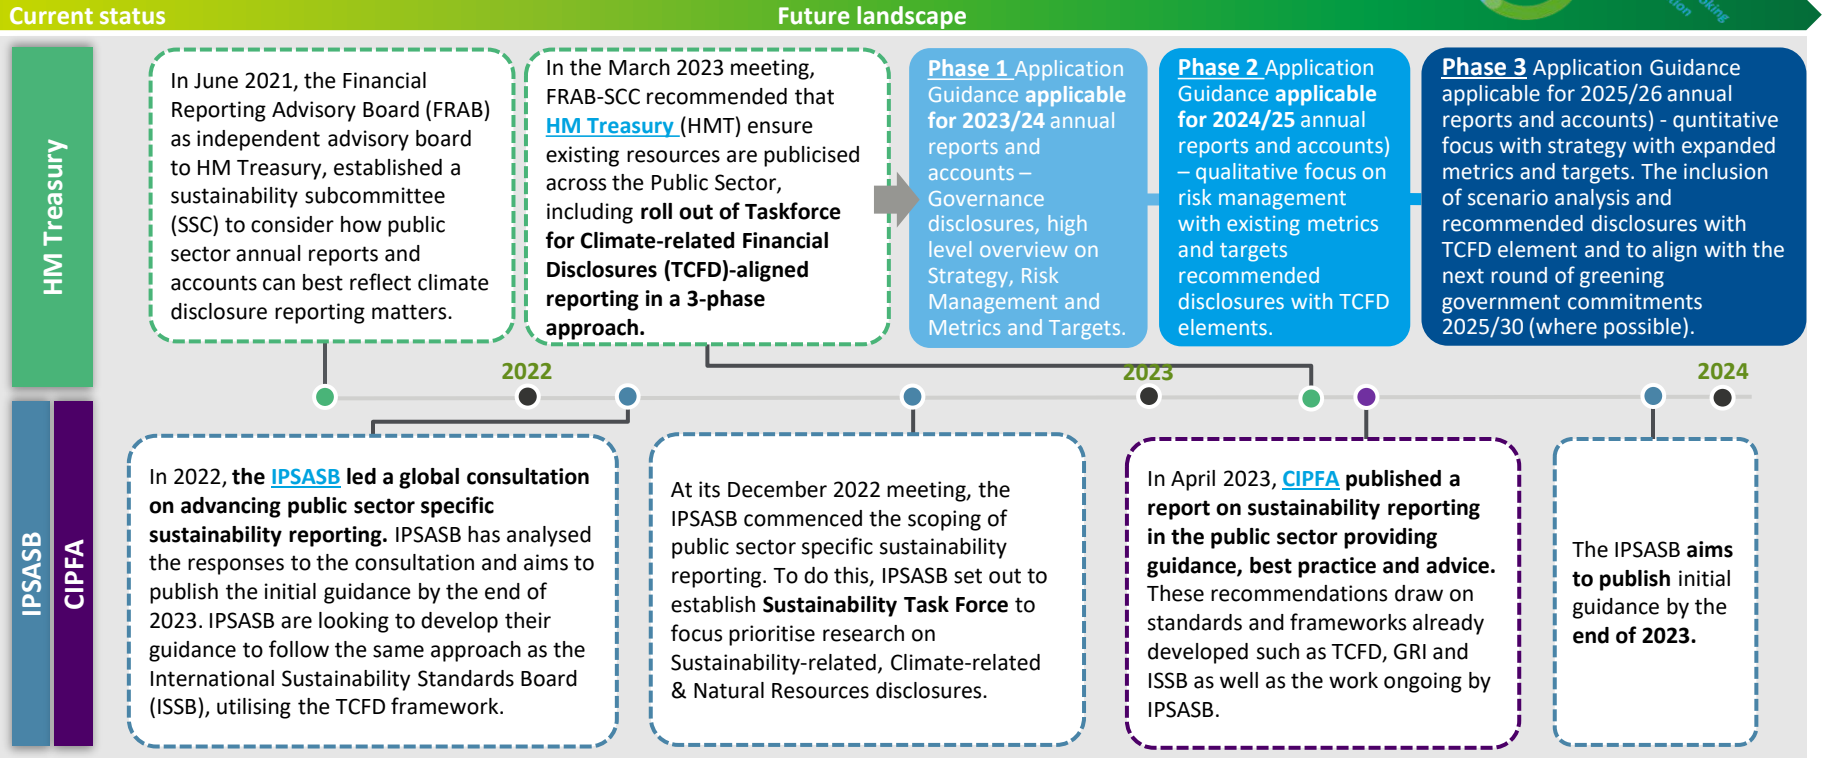 Current status
Future landscape
oking
tion
HM Treasury
In June 2021, the Financial
Reporting Advisory Board (FRAB)
as independent advisory board
to HM Treasury, established a
sustainability subcommittee
(SSC) to consider how public
sector annual reports and
accounts can best reflect climate
disclosure reporting matters.
In the March 2023 meeting,
FRAB-SCC recommended that
HM Treasury (HMT) ensure
existing resources are publicised
across the Public Sector,
including roll out of Taskforce
for Climate-related Financial
Disclosures (TCFD)-aligned
reporting in a 3-phase
approach.
Phase 1 Application
Guidance applicable
for 2023/24 annual
reports and
accounts –
Governance
disclosures, high
level overview on
Strategy, Risk
Management and
Metrics and Targets.
Phase 2 Application
Guidance applicable
for 2024/25 annual
reports and accounts)
– qualitative focus on
risk management
with existing metrics
and targets
recommended
disclosures with TCFD
elements.
Phase 3 Application Guidance
applicable for 2025/26 annual
reports and accounts) - quntitative
focus with strategy with expanded
metrics and targets. The inclusion
of scenario analysis and
recommended disclosures with
TCFD element and to align with the
next round of greening
government commitments
2025/30 (where possible).
2022
2023
2024
IPSASB
CIPFA
In 2022, the IPSASB led a global consultation
on advancing public sector specific
sustainability reporting. IPSASB has analysed
the responses to the consultation and aims to
publish the initial guidance by the end of
2023. IPSASB are looking to develop their
guidance to follow the same approach as the
International Sustainability Standards Board
(ISSB), utilising the TCFD framework.
At its December 2022 meeting, the
IPSASB commenced the scoping of
public sector specific sustainability
reporting. To do this, IPSASB set out to
establish Sustainability Task Force to
focus prioritise research on
Sustainability-related, Climate-related
& Natural Resources disclosures.
In April 2023, CIPFA published a
report on sustainability reporting
in the public sector providing
guidance, best practice and advice.
These recommendations draw on
standards and frameworks already
developed such as TCFD, GRI and
ISSB as well as the work ongoing by
IPSASB.
The IPSASB aims
to publish initial
guidance by the
end of 2023.